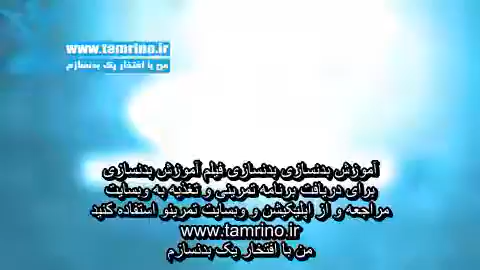 www.tamrino.ir
من با افتخار یک بدنسازم
آموزش بدنسازی بدنسازی فیلم آموزش بدنسازی
برای دریافت برنامه تمرینی و تغذیه به وبسایت
مراجعه و از اپلیکیشن و وبسایت تمرینو استفاده کنید
www.tamrino.ir
من با افتخار یک بدنسازم